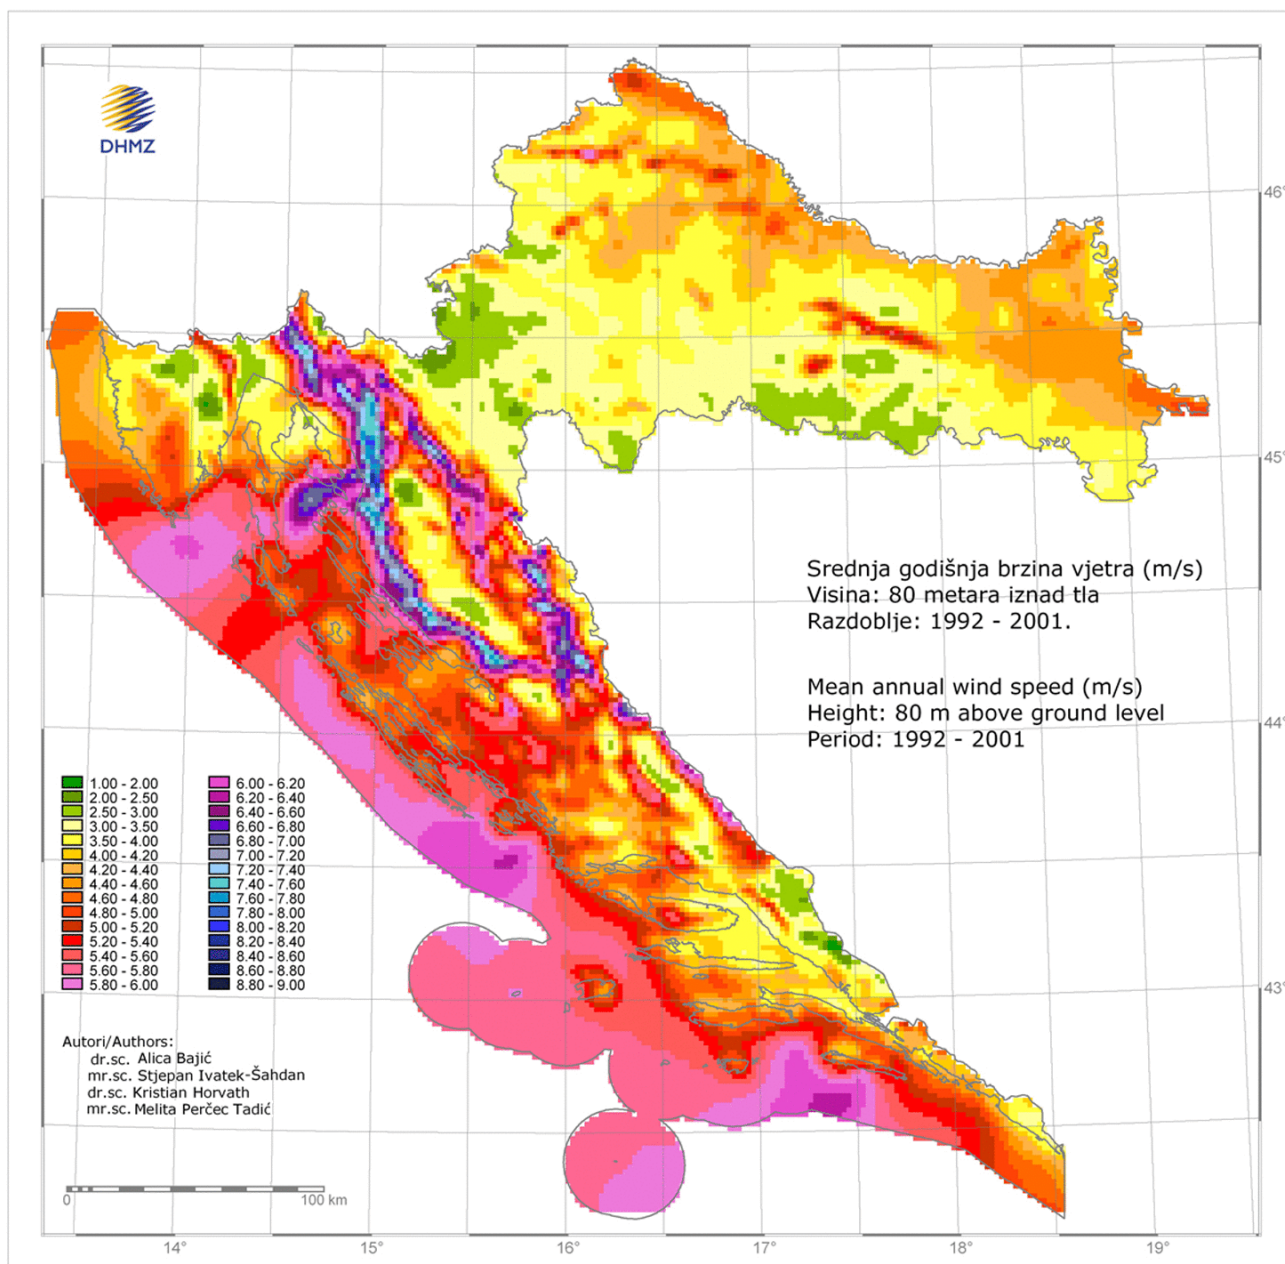 DHMZ
46°
45°
Srednja godišnja brzina vjetra (m/s)
Visina: 80 metara iznad tla
Razdoblje: 1992 - 2001.
Mean annual wind speed (m/s)
Height: 80 m above ground level
Period: 1992 - 2001
44°
1.00 - 2.00
2.00 - 2.50
2.50 - 3.00
3.00 - 3.50
3.50 - 4.00
4.00 - 4.20
4.20 - 4.40
4.40 - 4.60
4.60 - 4.80
4.80 - 5.00
5.00 - 5.20
5.20 - 5.40
5.40 - 5.60
5.60 - 5.80
5.80 - 6.00
6.00 - 6.20
6.20 - 6.40
6.40 - 6.60
6.60 - 6.80
6.80 - 7.00
7.00 - 7.20
7.20 - 7.40
7.40 - 7.60
7.60 - 7.80
7.80 - 8.00
8.00 - 8.20
8.20 - 8.40
8.40 - 8.60
8.60 - 8.80
8.80 - 9.00
43°
Autori/Authors:
dr.sc. Alica Bajić
mr.sc. Stjepan Ivatek-Šahdan
dr.sc. Kristian Horvath
mr.sc. Melita Perčec Tadić
0 100 km
14° 15° 16° 17° 18° 19°